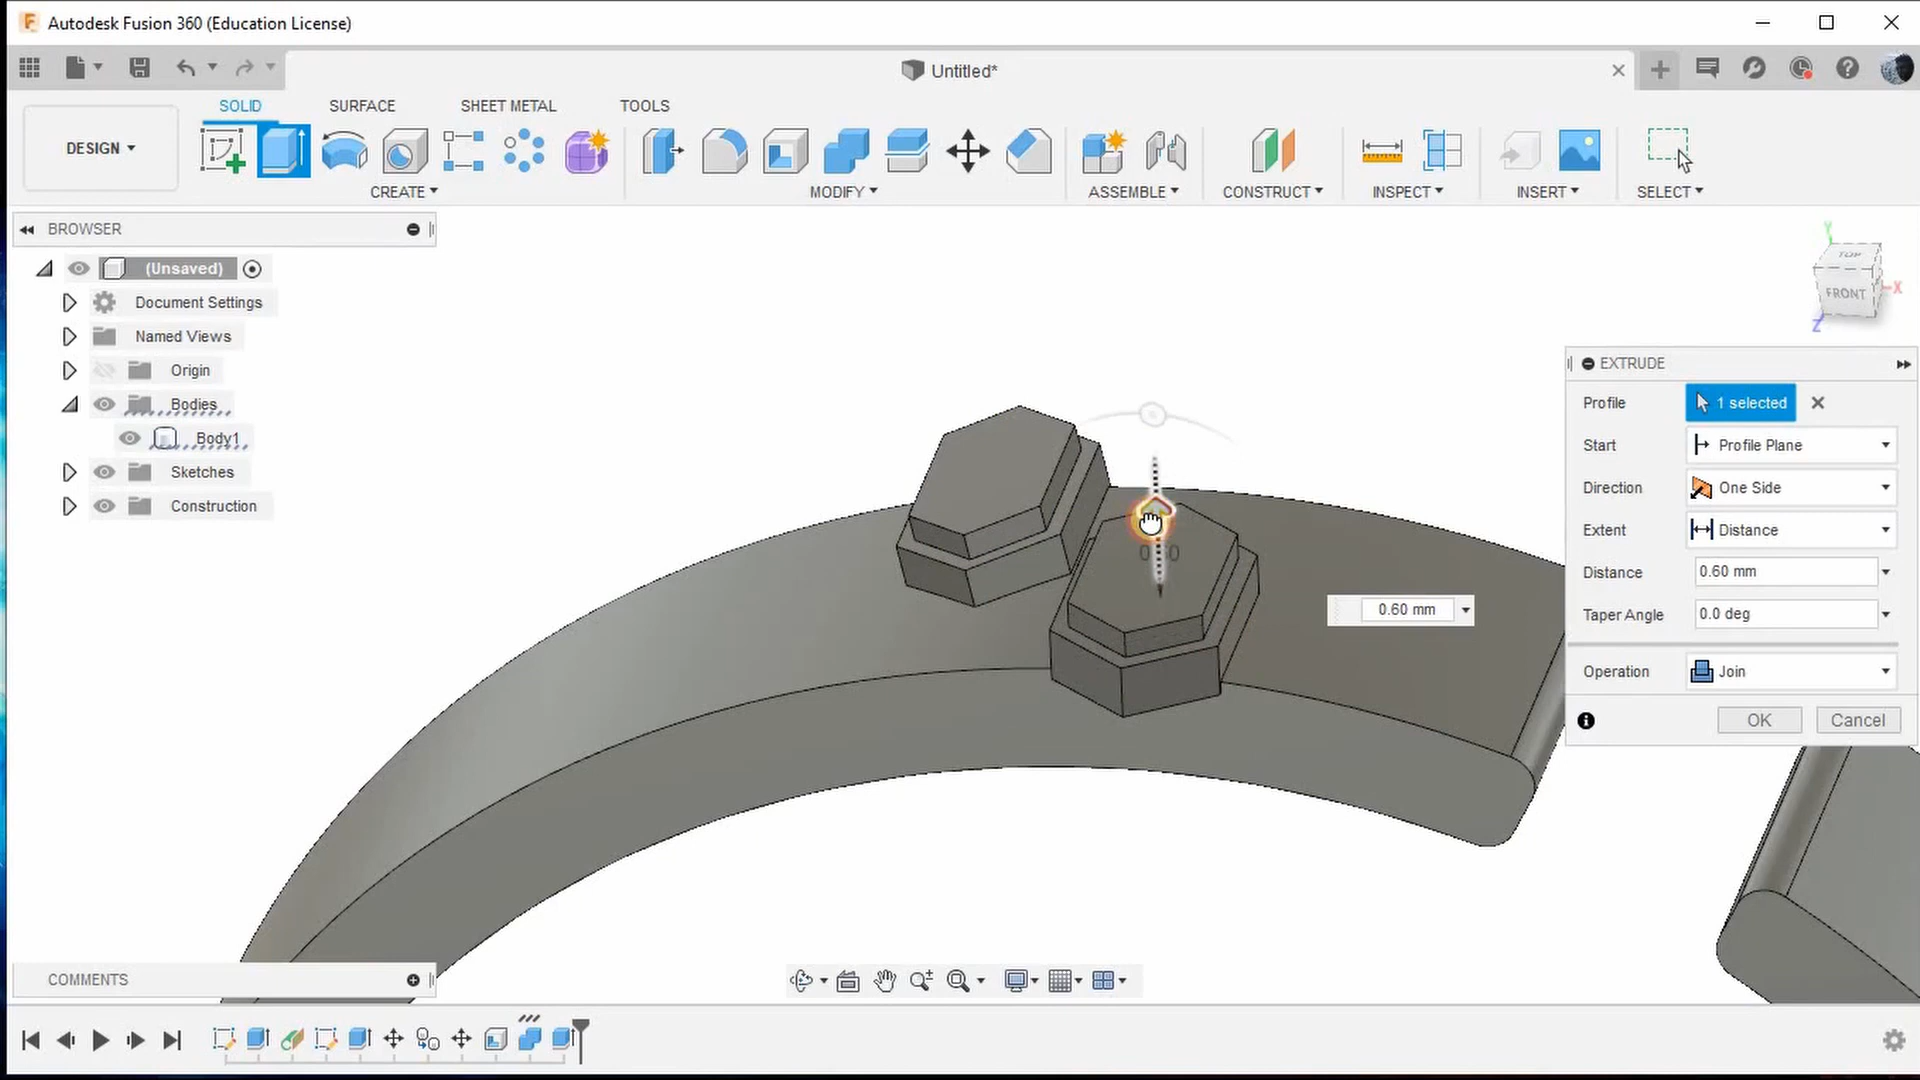 Autodesk Fusion 360 (Education License)
Untitled*
SOLID SURFACE SHEET METAL TOOLS
DESIGN
CREATE MODIFY ASSEMBLE CONSTRUCT INSPECT INSERT SELECT
BROWSER
(Unsaved)
Document Settings
Named Views
Origin
Bodies
Body1
Sketches
Construction
Y
TOP
FRONT
X
Z
EXTRUDE
Profile 1 selected
Start Profile Plane
Direction One Side
Extent Distance
Distance 0.60 mm
Taper Angle 0.0 deg
Operation Join
OK Cancel
0.60 mm
COMMENTS